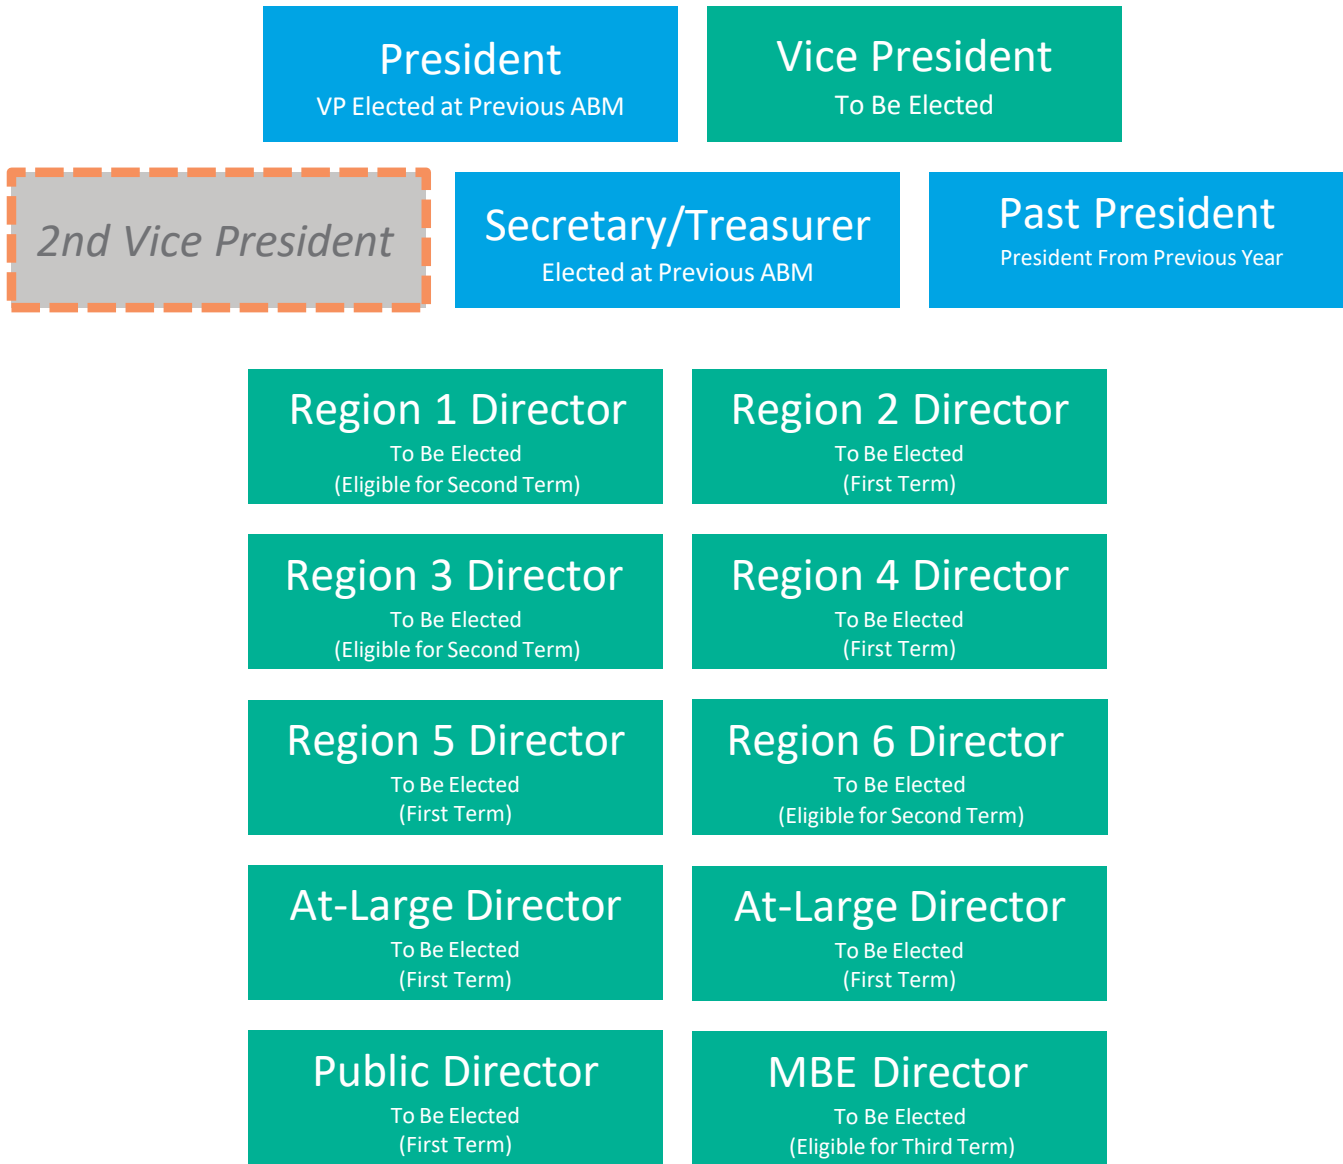 President
VP Elected at Previous ABM
Vice President
To Be Elected
2nd Vice President
Secretary/Treasurer
Elected at Previous ABM
Past President
President From Previous Year
Region 1 Director
To Be Elected
(Eligible for Second Term)
Region 2 Director
To Be Elected
(First Term)
Region 3 Director
To Be Elected
(Eligible for Second Term)
Region 4 Director
To Be Elected
(First Term)
Region 5 Director
To Be Elected
(First Term)
Region 6 Director
To Be Elected
(Eligible for Second Term)
At-Large Director
To Be Elected
(First Term)
At-Large Director
To Be Elected
(First Term)
Public Director
To Be Elected
(First Term)
MBE Director
To Be Elected
(Eligible for Third Term)